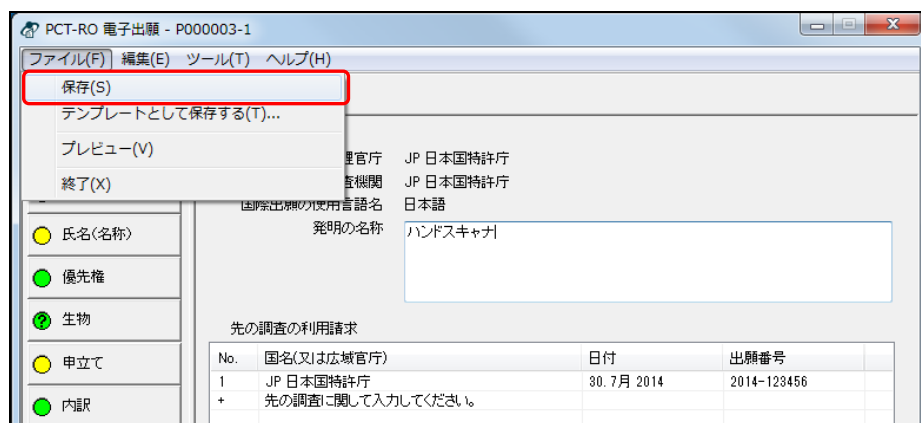 PCT-RO 電子出願 - P000003-1
ファイル(F) 編集(E) ツール(T) ヘルプ(H)
保存(S)
テンプレートとして保存する(T)...
プレビュー(V)
終了(X)
理官庁 JP 日本国特許庁
査機関 JP 日本国特許庁
国際出願の使用言語名 日本語
発明の名称 ハンドスキャナ
氏名(名称)
優先権
? 生物
申立て
内訳
先の調査の利用請求
No. 国名(又は広域官庁) 日付 出願番号
1 JP 日本国特許庁 30. 7月 2014 2014-123456
+ 先の調査に関して入力してください。